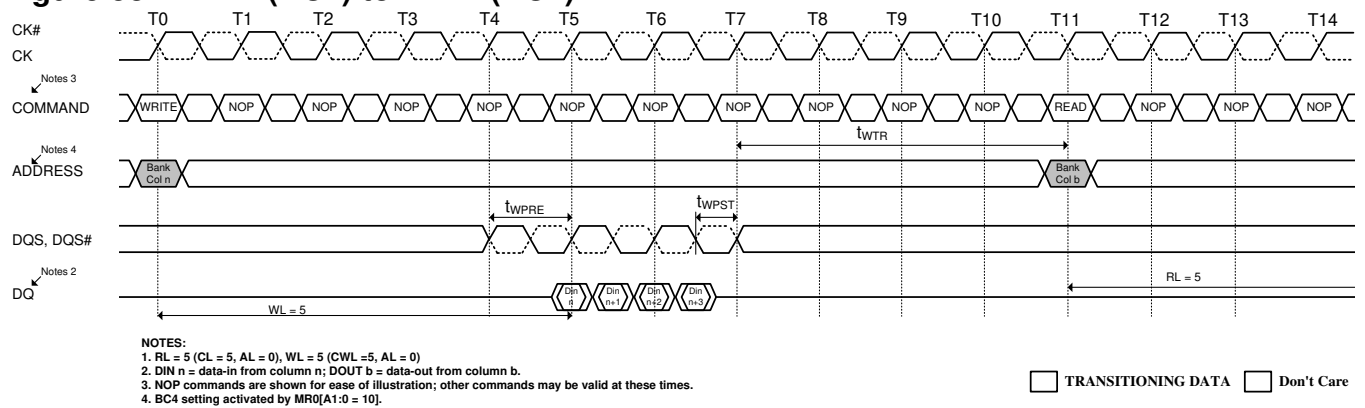 T0 T1 T2 T3 T4 T5 T6 T7 T8 T9 T10 T11 T12 T13 T14
CK#
CK
Notes 3
COMMAND WRITE NOP NOP NOP NOP NOP NOP NOP NOP NOP NOP READ NOP NOP NOP
tWTR
Notes 4
ADDRESS
Bank
Col n
Bank
Col b
tWPRE tWPST
DQS, DQS#
Notes 2
DQ
Din
n
Din
n+1
Din
n+2
Din
n+3
RL = 5
WL = 5
NOTES:
1. RL = 5 (CL = 5, AL = 0), WL = 5 (CWL =5, AL = 0)
2. DIN n = data-in from column n; DOUT b = data-out from column b.
3. NOP commands are shown for ease of illustration; other commands may be valid at these times.
4. BC4 setting activated by MR0[A1:0 = 10].
TRANSITIONING DATA Don't Care